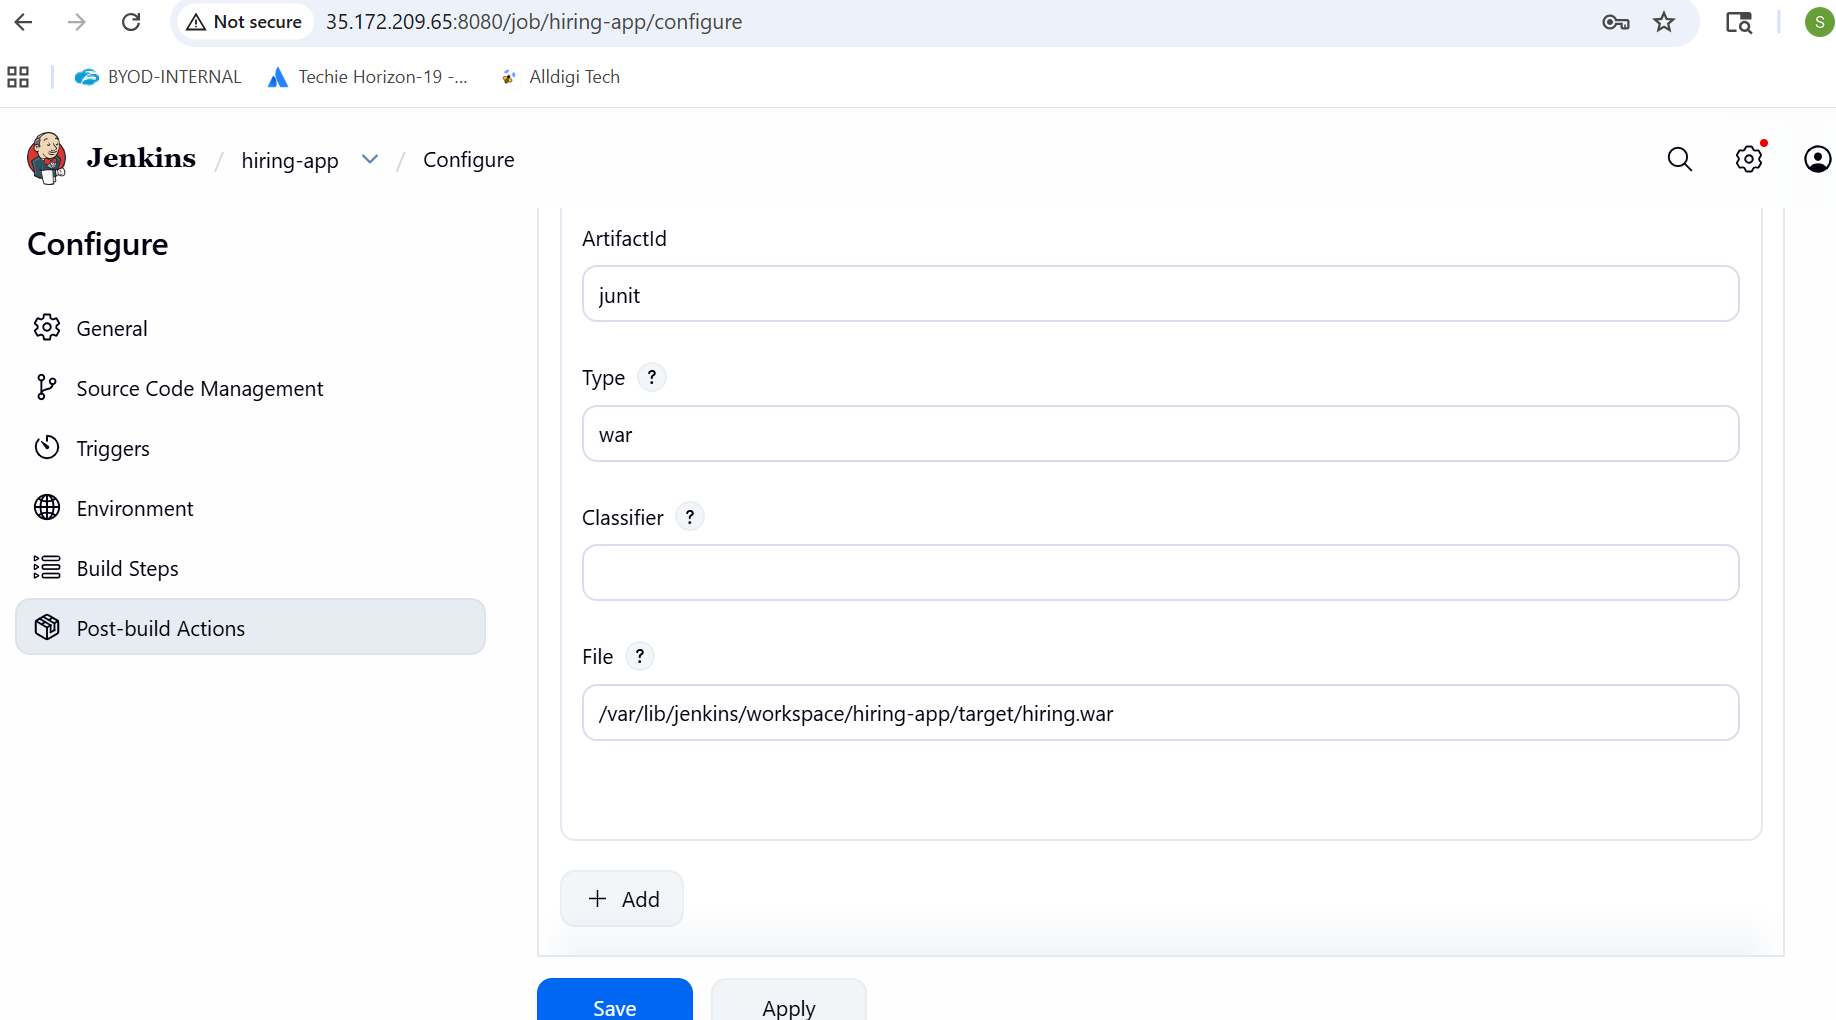 Not secure 35.172.209.65:8080/job/hiring-app/configure S
BYOD-INTERNAL Techie Horizon-19 -... Alldigi Tech
Jenkins / hiring-app / Configure
Configure
General
Source Code Management
Triggers
Environment
Build Steps
Post-build Actions
ArtifactId
junit
Type ?
war
Classifier ?
File ?
/var/lib/jenkins/workspace/hiring-app/target/hiring.war
+ Add
Save Apply